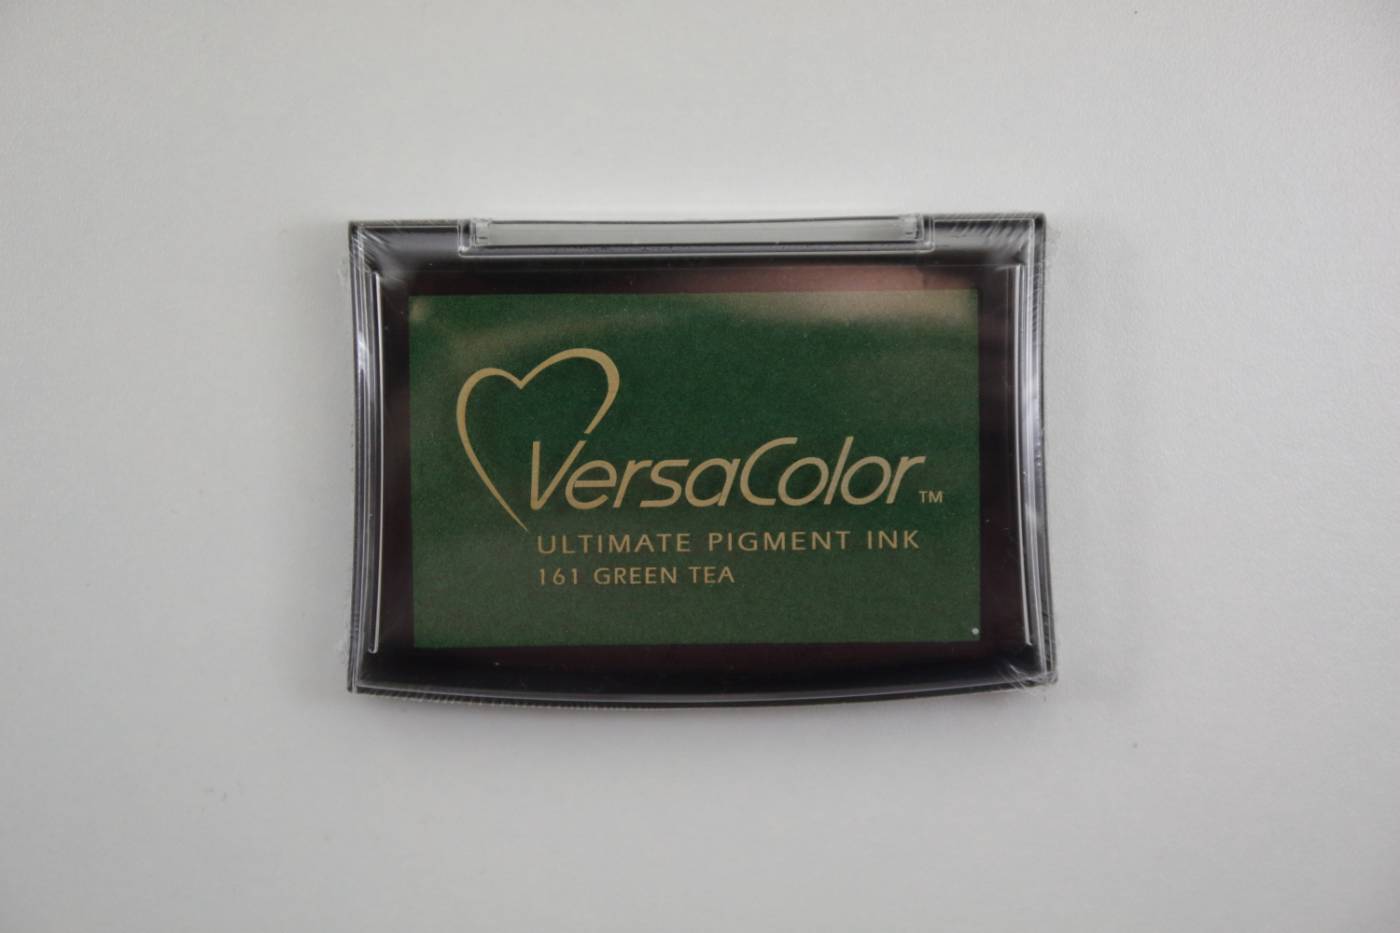 VersaColor™
ULTIMATE PIGMENT INK
161 GREEN TEA